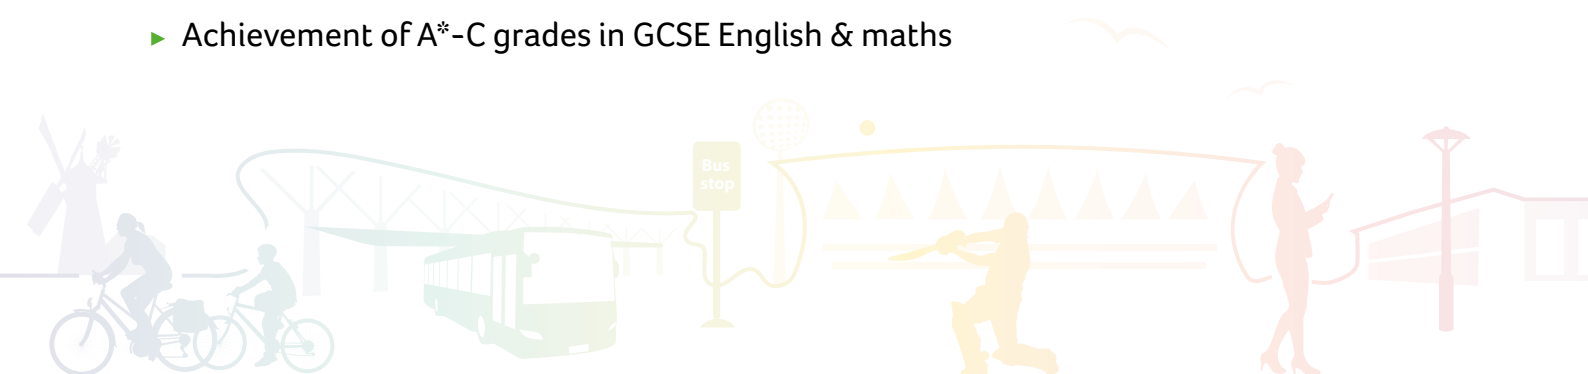 ► Achievement of A*-C grades in GCSE English & maths
Bus
stop